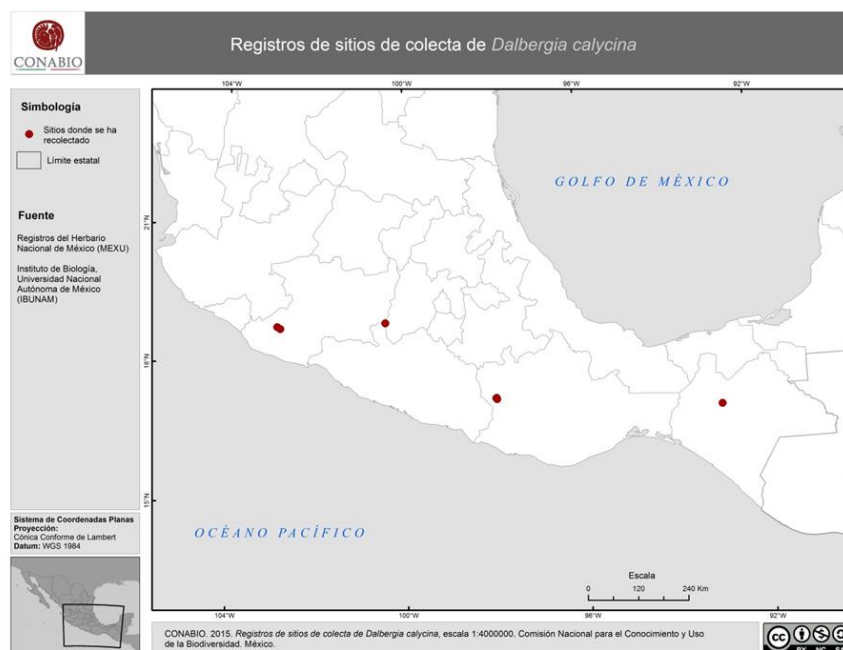 CONABIO
Registros de sitios de colecta de Dalbergia calycina
Simbología
Sitios donde se ha
recolectado
Límite estatal
Fuente
Registros del Herbario
Nacional de México (MEXU)
Instituto de Biología,
Universidad Nacional
Autónoma de México
(IBUNAM)
Sistema de Coordenadas Planas
Proyección:
Cónica Conforme de Lambert
Datum: WGS 1984
104°W
100°W
96°W
92°W
21°N
18°N
15°N
GOLFO DE MÉXICO
OCÉANO PACÍFICO
Escala
0 120 240 Km
104°W
100°W
96°W
92°W
CONABIO. 2015. Registros de sitios de colecta de Dalbergia calycina, escala 1:4000000. Comisión Nacional para el Conocimiento y Uso
de la Biodiversidad. México.
cc
BY NC SA